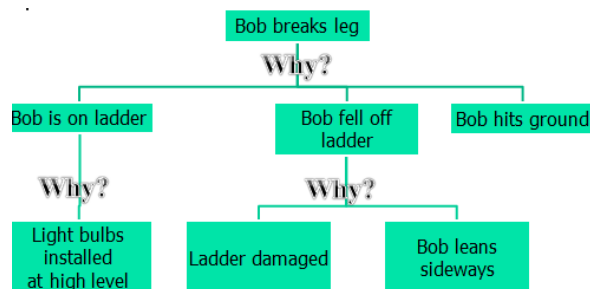 Bob breaks leg
Why?
Bob is on ladder
Bob fell off
ladder
Bob hits ground
Why?
Why?
Light bulbs
installed
at high level
Ladder damaged
Bob leans
sideways